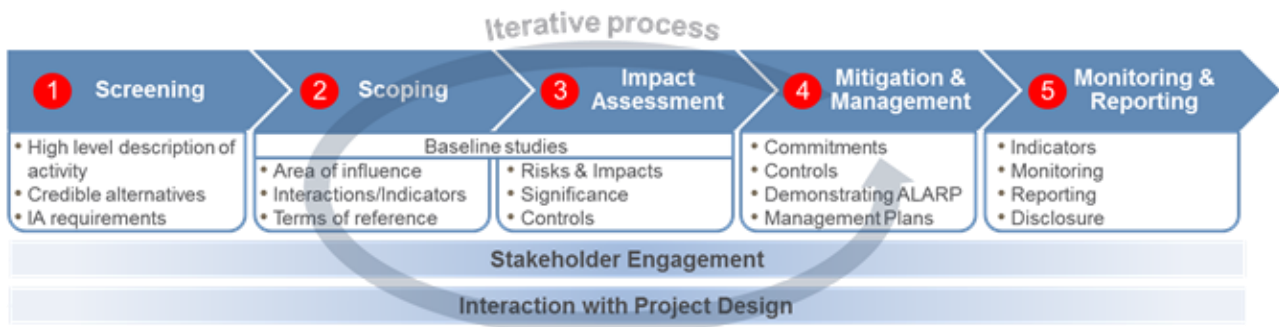 Iterative process
1 Screening
• High level description of
activity
• Credible alternatives
• IA requirements
2 Scoping
3 Impact
Assessment
Baseline studies
• Area of influence
• Interactions/Indicators
• Terms of reference
• Risks & Impacts
• Significance
• Controls
4 Mitigation &
Management
• Commitments
• Controls
• Demonstrating ALARP
• Management Plans
5 Monitoring &
Reporting
• Indicators
• Monitoring
• Reporting
• Disclosure
Stakeholder Engagement
Interaction with Project Design